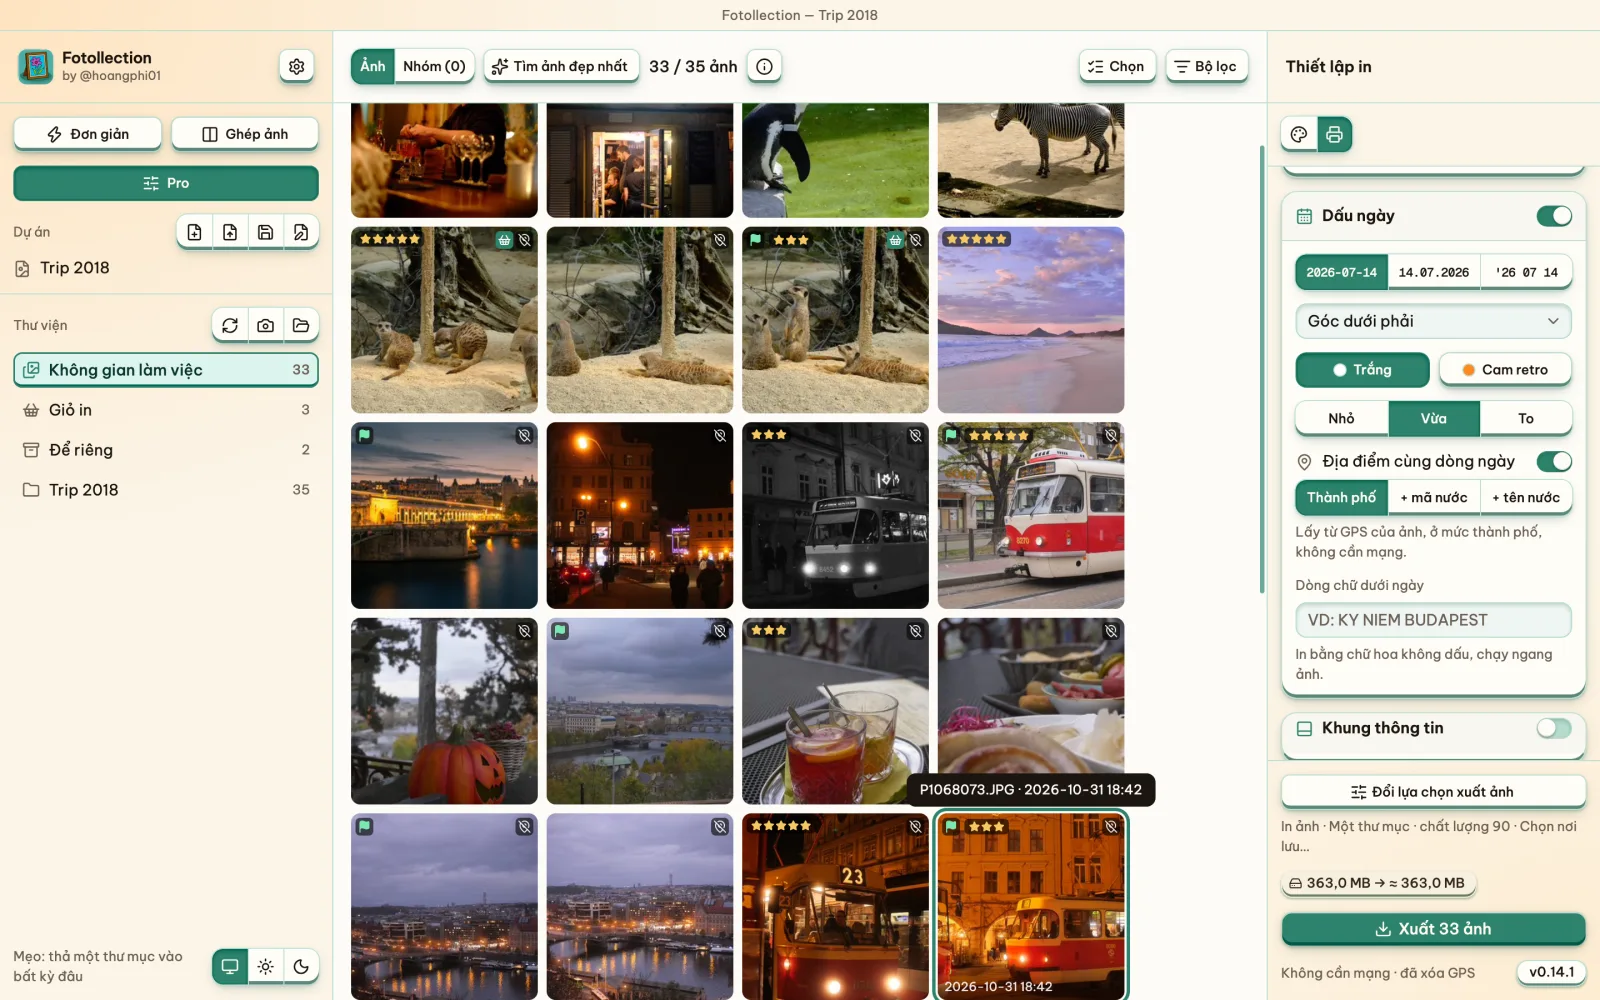 Fotollection — Trip 2018
Fotollection
by @hoangphi01
Đơn giản
Ghép ảnh
Pro
Dự án
Trip 2018
Thư viện
Không gian làm việc 33
Giỏ in 3
Để riêng 2
Trip 2018 35
Mẹo: thả một thư mục vào
bất kỳ đâu
Ảnh
Nhóm (0)
Tìm ảnh đẹp nhất
33 / 35 ảnh
Chọn
Bộ lọc
23
P1068073.JPG · 2026-10-31 18:42
2026-10-31 18:42
Thiết lập in
Dấu ngày
2026-07-14
14.07.2026
'26 07 14
Góc dưới phải
Trắng
Cam retro
Nhỏ
Vừa
To
Địa điểm cùng dòng ngày
Thành phố
+ mã nước
+ tên nước
Lấy từ GPS của ảnh, ở mức thành phố,
không cần mạng.
Dòng chữ dưới ngày
VD: KY NIEM BUDAPEST
In bằng chữ hoa không dấu, chạy ngang
ảnh.
Khung thông tin
Đổi lựa chọn xuất ảnh
In ảnh · Một thư mục · chất lượng 90 · Chọn nơi
lưu...
363,0 MB → ≈ 363,0 MB
Xuất 33 ảnh
Không cần mạng · đã xóa GPS
v0.14.1